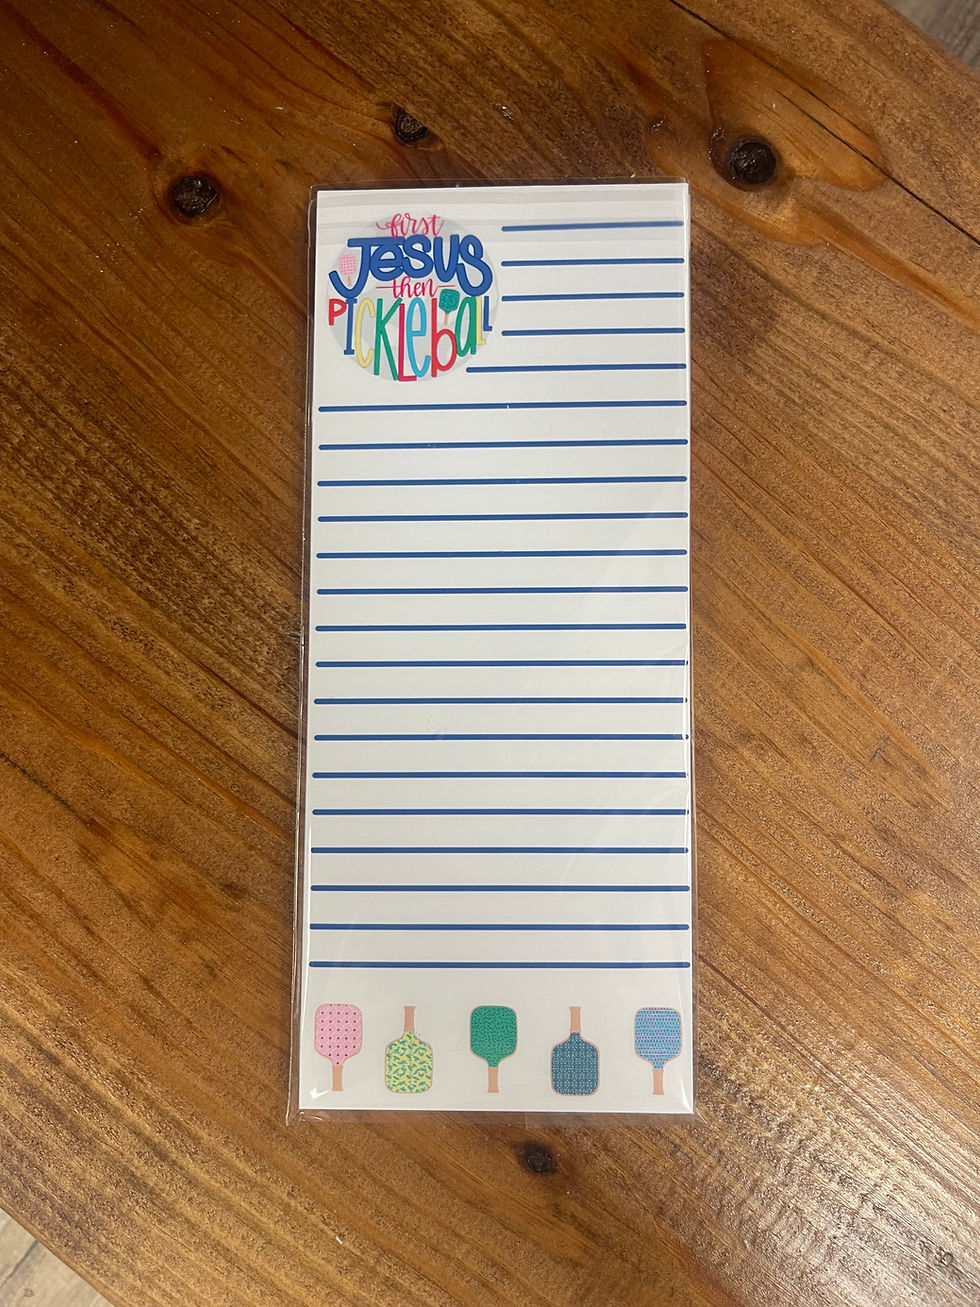 first
Jesus
then
PICKLEball